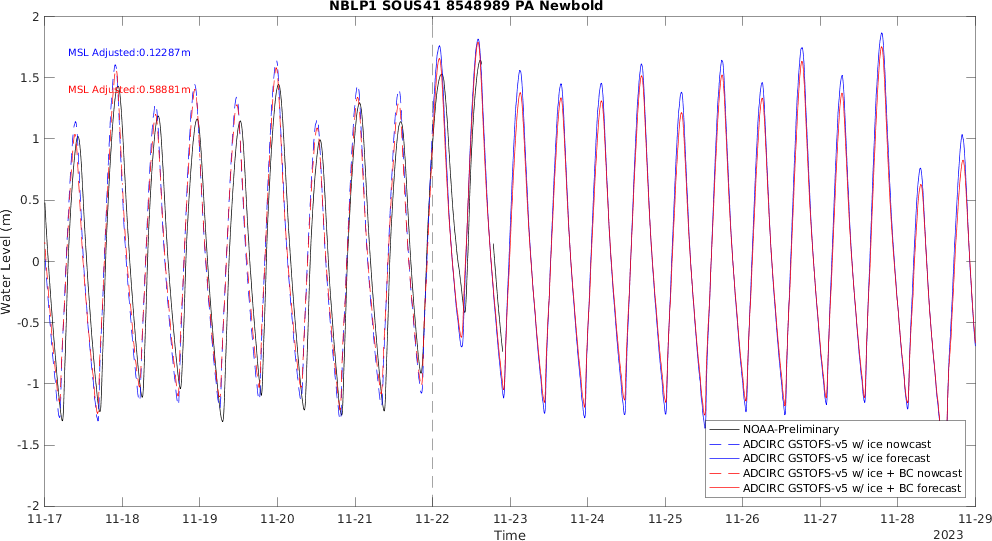 NBLP1 SOUS41 8548989 PA Newbold
MSL Adjusted:0.12287m
MSL Adjusted:0.58881m
Water Level (m)
2
1.5
1
0.5
0
-0.5
-1
-1.5
-2
NOAA-Preliminary
ADCIRC GSTOFS-v5 w/ ice nowcast
ADCIRC GSTOFS-v5 w/ ice forecast
ADCIRC GSTOFS-v5 w/ ice + BC nowcast
ADCIRC GSTOFS-v5 w/ ice + BC forecast
11-17 11-18 11-19 11-20 11-21 11-22 11-23 11-24 11-25 11-26 11-27 11-28 11-29
Time
2023